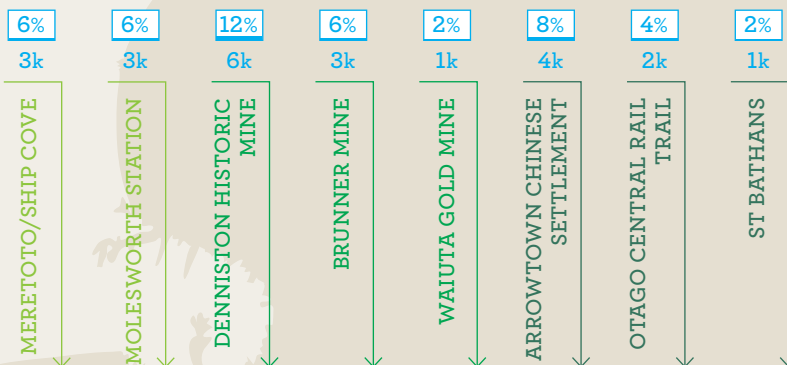 6%
6%
12%
6%
2%
8%
4%
2%
3k
3k
6k
3k
1k
4k
2k
1k
MERETOTO/SHIP COVE
MOLESWORTH STATION
DENNISTON HISTORIC
MINE
BRUNNER MINE
WAIUTA GOLD MINE
ARROWTOWN CHINESE
SETTLEMENT
OTAGO CENTRAL RAIL
TRAIL
ST BATHANS